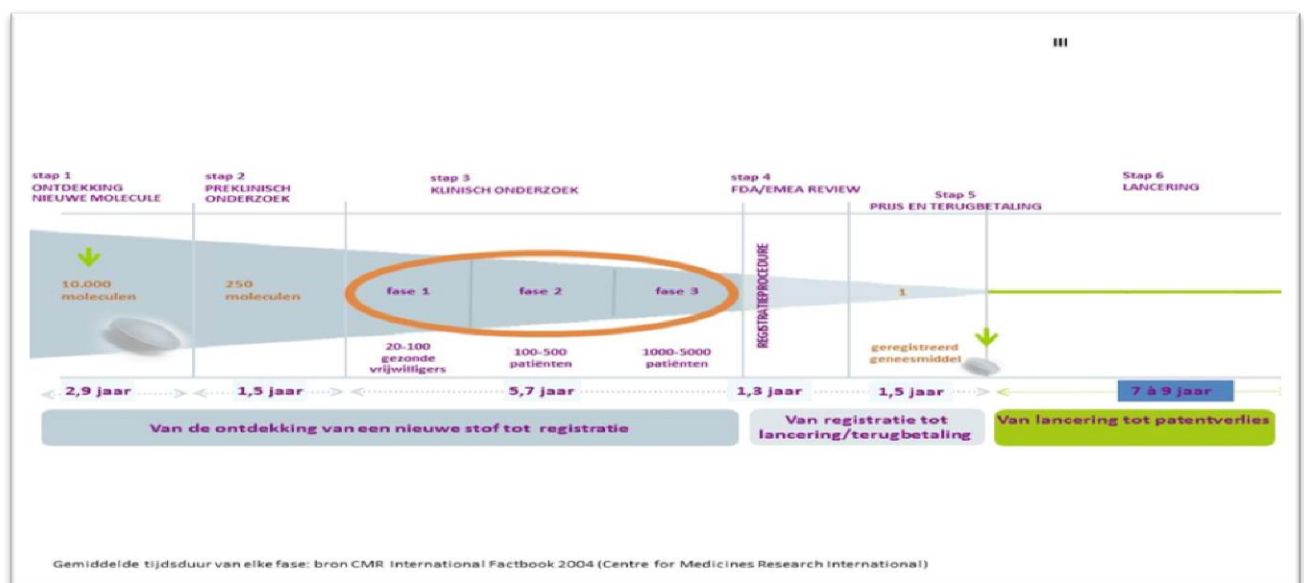 III
stap 1
ONTDEKKING
NIEUWE MOLECULE
stap 2
PREKLINISCH
ONDERZOEK
stap 3
KLINISCH ONDERZOEK
stap 4
FDA/EMEA REVIEW
Stap 5
PRIJS EN TERUGBETALING
Stap 6
LANCERING
10.000
moleculen
250
moleculen
fase 1
fase 2
fase 3
REGISTRATIEPROCEDURE
1
20-100
gezonde
vrijwilligers
100-500
patiënten
1000-5000
patiënten
geregistreerd
geneesmiddel
2,9 jaar
1,5 jaar
5,7 jaar
1,3 jaar
1,5 jaar
7 à 9 jaar
Van de ontdekking van een nieuwe stof tot registratie
Van registratie tot
lancering/terugbetaling
Van lancering tot patentverlies
Gemiddelde tijdsduur van elke fase: bron CMR International Factbook 2004 (Centre for Medicines Research International)